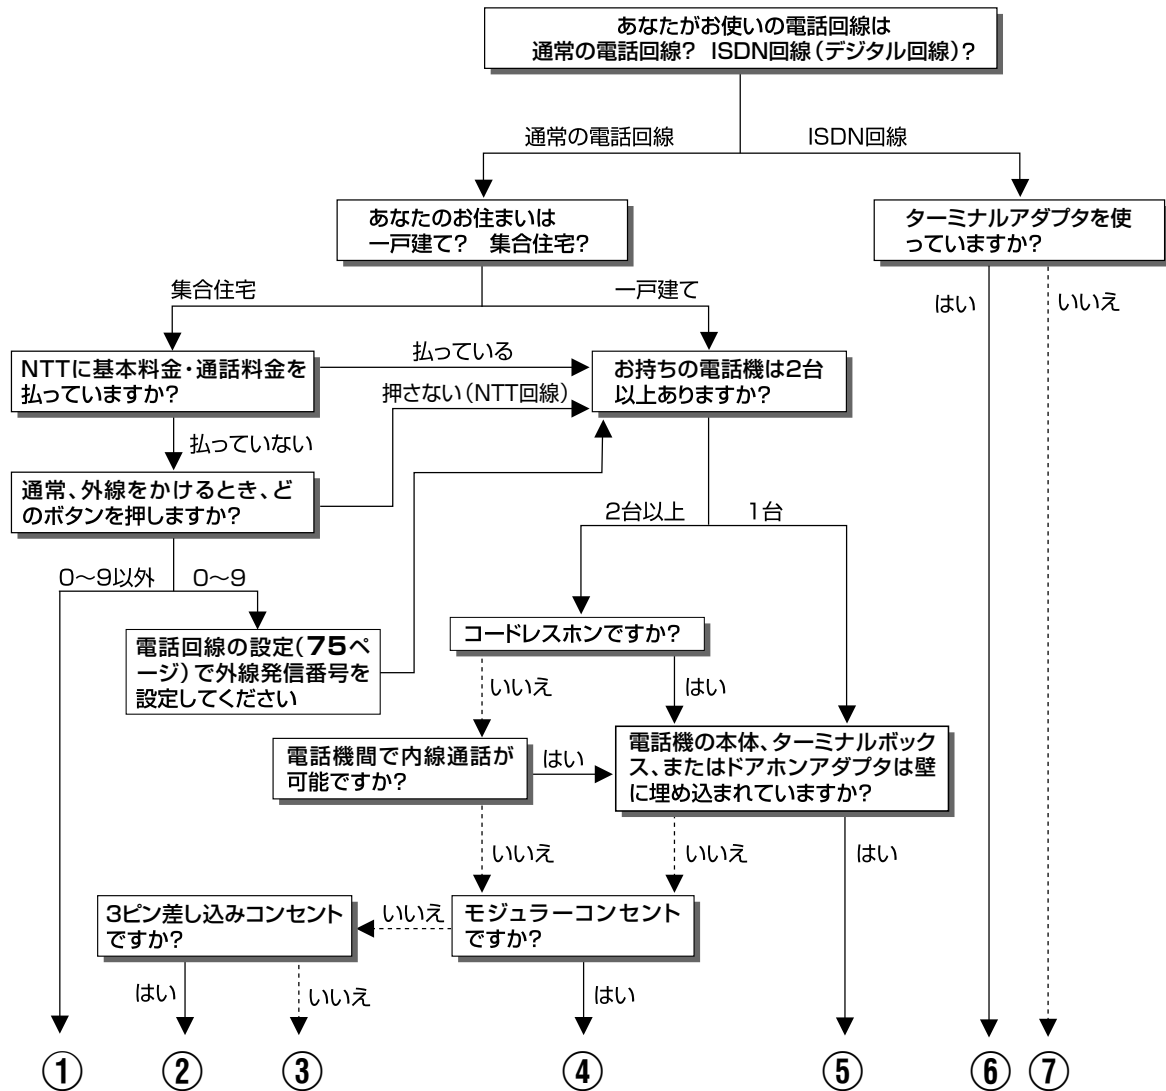 あなたがお使いの電話回線は
通常の電話回線? ISDN回線(デジタル回線)?
通常の電話回線
ISDN回線
あなたのお住まいは
一戸建て? 集合住宅?
ターミナルアダプタを使
っていますか?
集合住宅
一戸建て
はい
いいえ
NTTに基本料金・通話料金を
払っていますか?
払っている
お持ちの電話機は2台
以上ありますか?
押さない(NTT回線)
払っていない
通常、外線をかけるとき、ど
のボタンを押しますか?
2台以上
1台
0〜9以外
0〜9
電話回線の設定(75ペ
ージ)で外線発信番号を
設定してください
コードレスホンですか?
いいえ
はい
電話機間で内線通話が
可能ですか?
はい
電話機の本体、ターミナルボック
ス、またはドアホンアダプタは壁
に埋め込まれていますか?
いいえ
いいえ
はい
3ピン差し込みコンセント
ですか?
いいえ
モジュラーコンセント
ですか?
はい
いいえ
はい
①
②
③
④
⑤
⑥
⑦